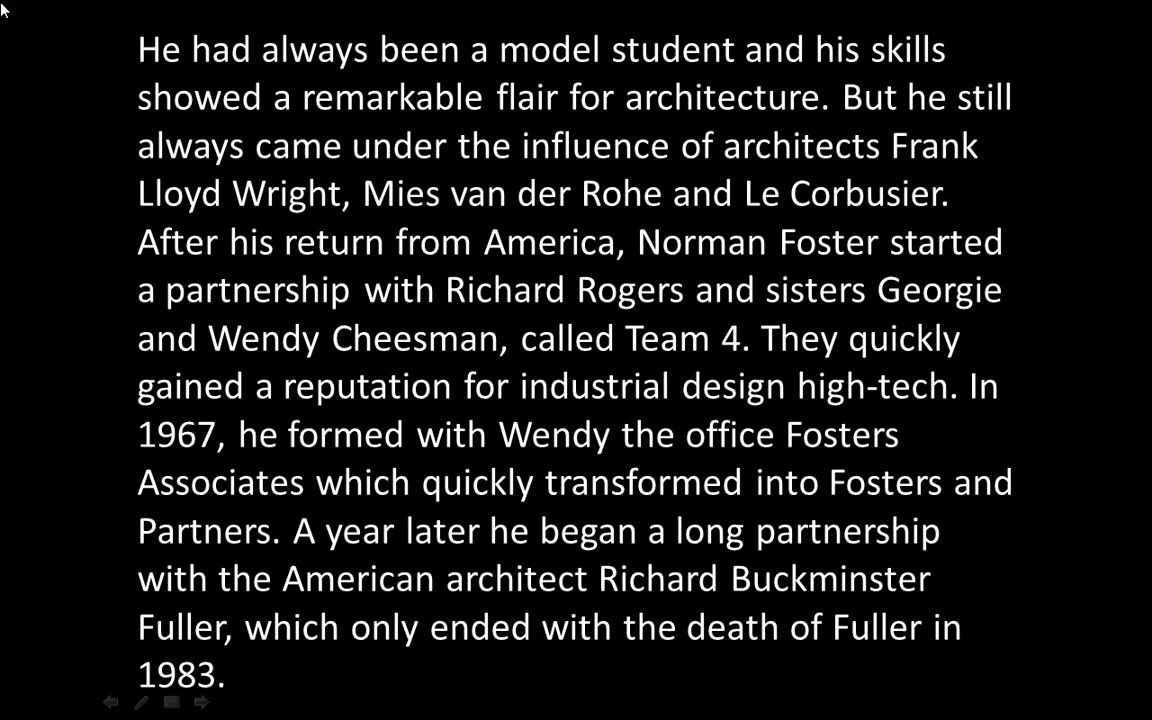 He had always been a model student and his skills
showed a remarkable flair for architecture. But he still
always came under the influence of architects Frank
Lloyd Wright, Mies van der Rohe and Le Corbusier.
After his return from America, Norman Foster started
a partnership with Richard Rogers and sisters Georgie
and Wendy Cheesman, called Team 4. They quickly
gained a reputation for industrial design high-tech. In
1967, he formed with Wendy the office Fosters
Associates which quickly transformed into Fosters and
Partners. A year later he began a long partnership
with the American architect Richard Buckminster
Fuller, which only ended with the death of Fuller in
1983.